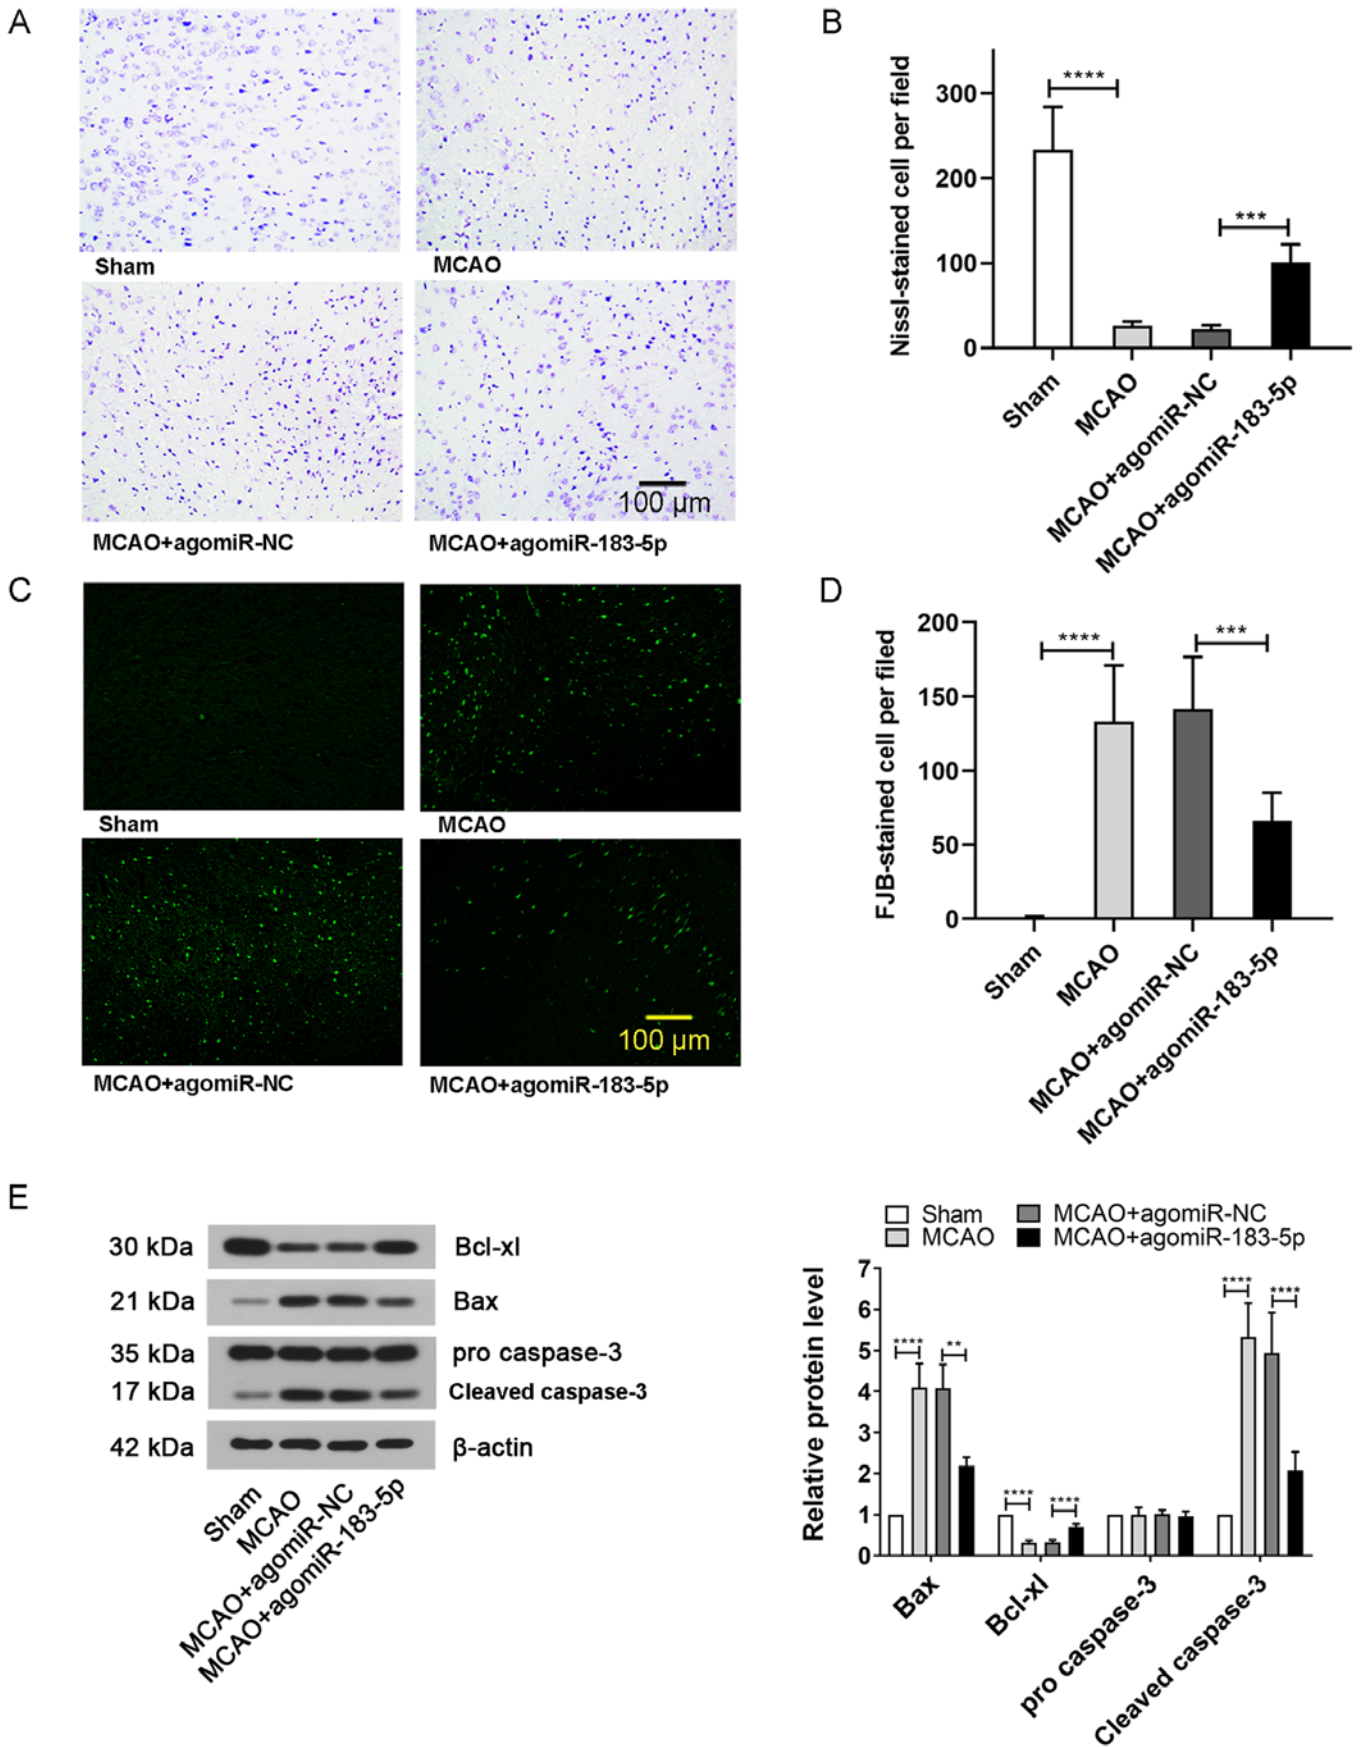 A
Sham
MCAO
MCAO+agomiR-NC
100 μm
MCAO+agomiR-183-5p
B
Nissl-stained cell per field
300
200
100
0
****
***
Sham
MCAO
MCAO+agomiR-NC
MCAO+agomiR-183-5p
C
Sham
MCAO
MCAO+agomiR-NC
100 μm
MCAO+agomiR-183-5p
D
FJB-stained cell per filed
200
150
100
50
0
****
***
Sham
MCAO
MCAO+agomiR-NC
MCAO+agomiR-183-5p
E
30 kDa Bcl-xl
21 kDa Bax
35 kDa pro caspase-3
17 kDa Cleaved caspase-3
42 kDa β-actin
Sham
MCAO
MCAO+agomiR-NC
MCAO+agomiR-183-5p
Sham MCAO+agomiR-NC
MCAO MCAO+agomiR-183-5p
Relative protein level
7
6
5
4
3
2
1
0
**** **
**** ****
**** ****
Bax
Bcl-xl
pro caspase-3
Cleaved caspase-3